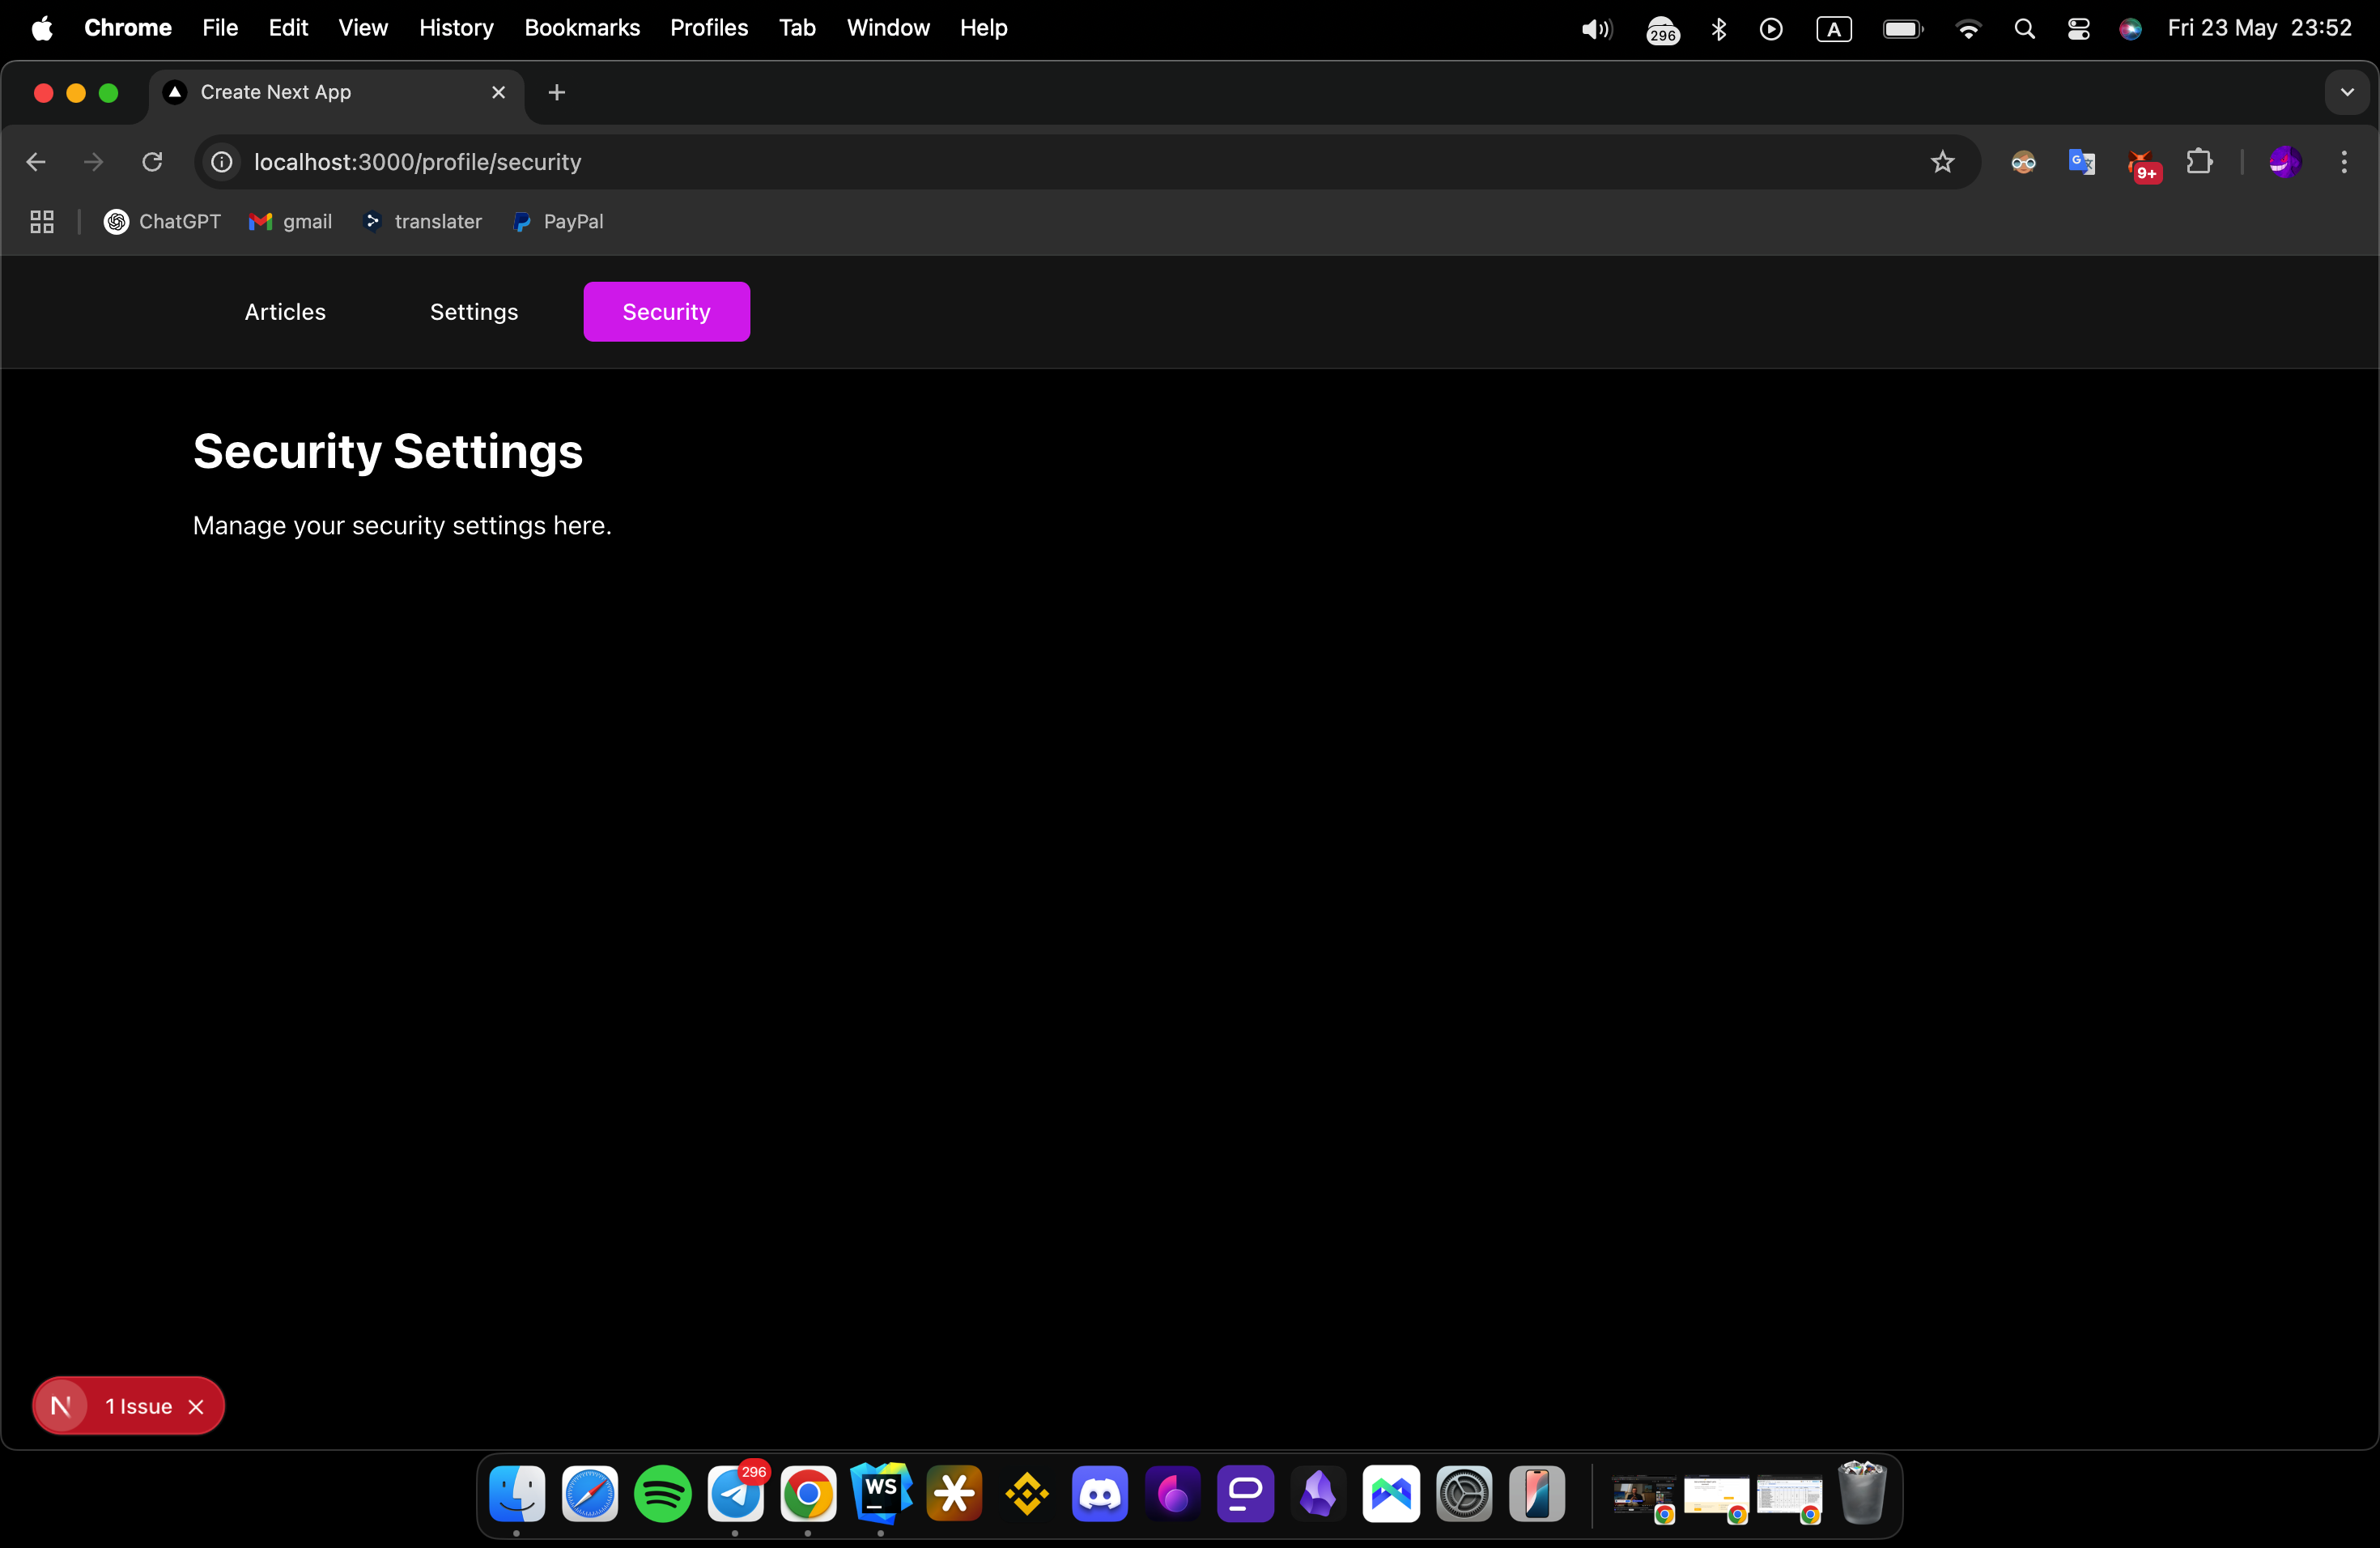 Chrome File Edit View History Bookmarks Profiles Tab Window Help 296 A Fri 23 May 23:52
Create Next App
localhost:3000/profile/security 9+
ChatGPT gmail translater PayPal
Articles Settings Security
Security Settings
Manage your security settings here.
N 1 Issue
296
WS